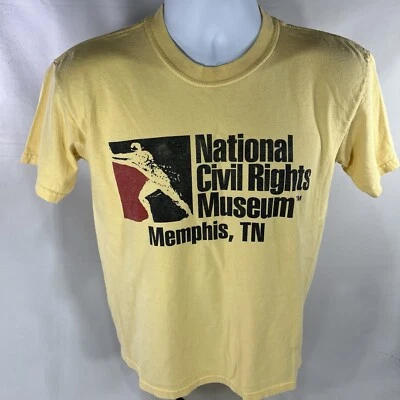 National
Civil Rights
Museum™
Memphis, TN